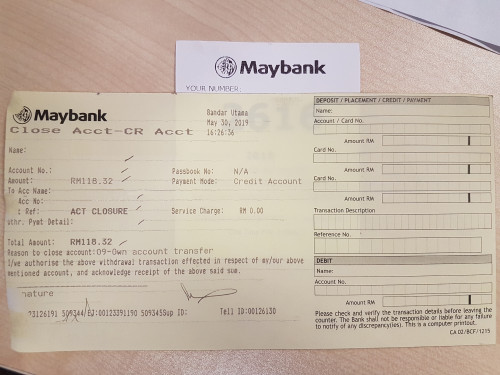 Maybank
YOUR NUMBER:
Maybank
Bandar Utama
May 30, 2019
16:26:36
Close Acct-CR Acct
Name:
Account No.:
Passbook No: N/A
Amount: RM118.32
Payment Mode: Credit Account
To Acc Name:
Acc No:
: Ref: ACT CLOSURE
Service Charge: RM 0.00
othr. Pymt Detail:
Total Amount: RM118.32
Reason to close account:09-Own account transfer
I/we authorise the above withdrawal transaction effected in respect of my/our above
mentioned account, and acknowledge receipt of the above said sum.
nature
Sup ID:
Tell ID:00126130
DEPOSIT / PLACEMENT / CREDIT / PAYMENT
Name:
Account / Card No.
Amount RM
Card No.
Amount RM
Card No.
Amount RM
Transaction Description
Reference No.
DEBIT
Name:
Account No.
Amount RM
Please check and verify the transaction details before leaving
the counter. The Bank shall not be responsible or liable for any failure
to notify of any discrepancy(ies). This is a computer printout.
CA 02/BCF/1215